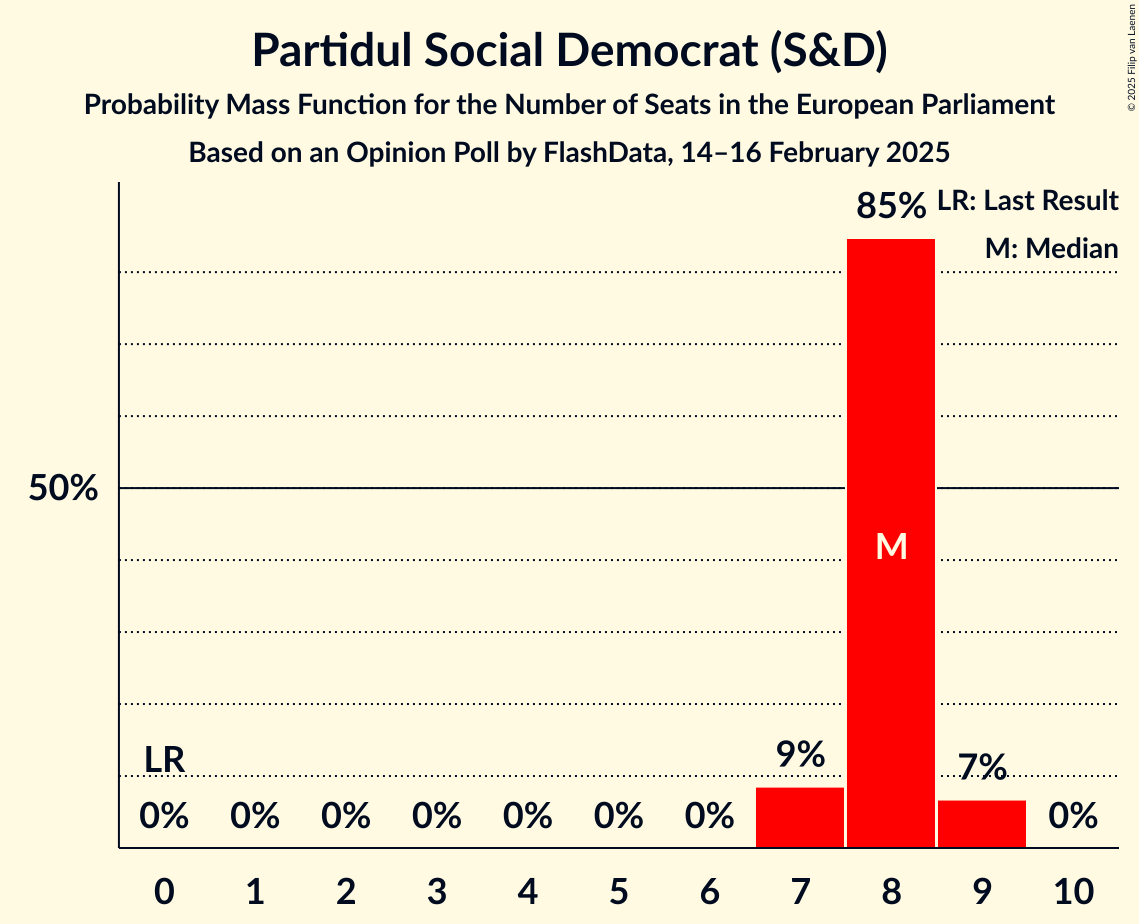 Partidul Social Democrat (S&D)
Probability Mass Function for the Number of Seats in the European Parliament
Based on an Opinion Poll by FlashData, 14–16 February 2025
© 2025 Filip van Laenen
85%
LR: Last Result
M: Median
50%
M
LR
9%
7%
0%
0%
0%
0%
0%
0%
0%
0%
0 1 2 3 4 5 6 7 8 9 10